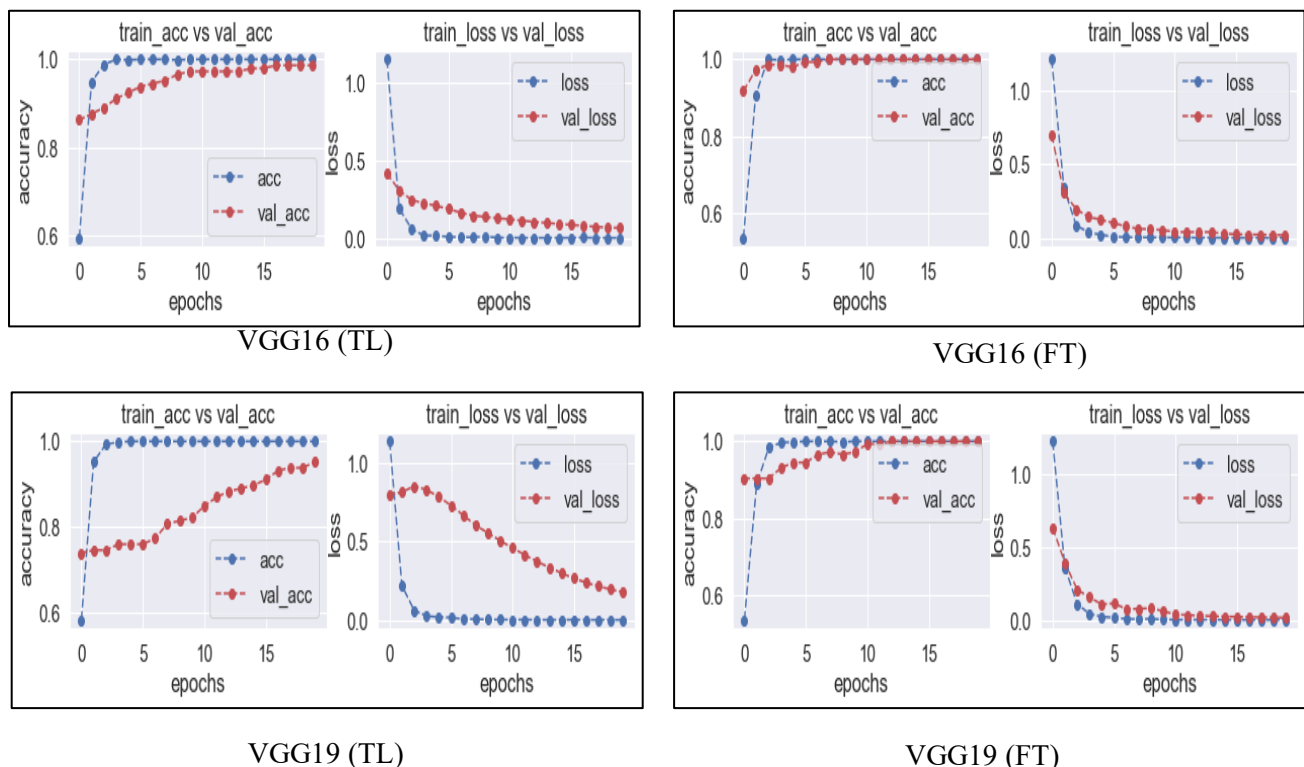 train_acc vs val_acc
accuracy
1.0
0.8
0.6
acc
val_acc
0 5 10 15
epochs
train_loss vs val_loss
loss
1.0
0.5
0.0
loss
val_loss
0 5 10 15
epochs
VGG16 (TL)
train_acc vs val_acc
accuracy
1.0
0.8
0.6
acc
val_acc
0 5 10 15
epochs
train_loss vs val_loss
loss
1.0
0.5
0.0
loss
val_loss
0 5 10 15
epochs
VGG16 (FT)
train_acc vs val_acc
accuracy
1.0
0.8
0.6
acc
val_acc
0 5 10 15
epochs
train_loss vs val_loss
loss
1.0
0.5
0.0
loss
val_loss
0 5 10 15
epochs
VGG19 (TL)
train_acc vs val_acc
accuracy
1.0
0.8
0.6
acc
val_acc
0 5 10 15
epochs
train_loss vs val_loss
loss
1.0
0.5
0.0
loss
val_loss
0 5 10 15
epochs
VGG19 (FT)